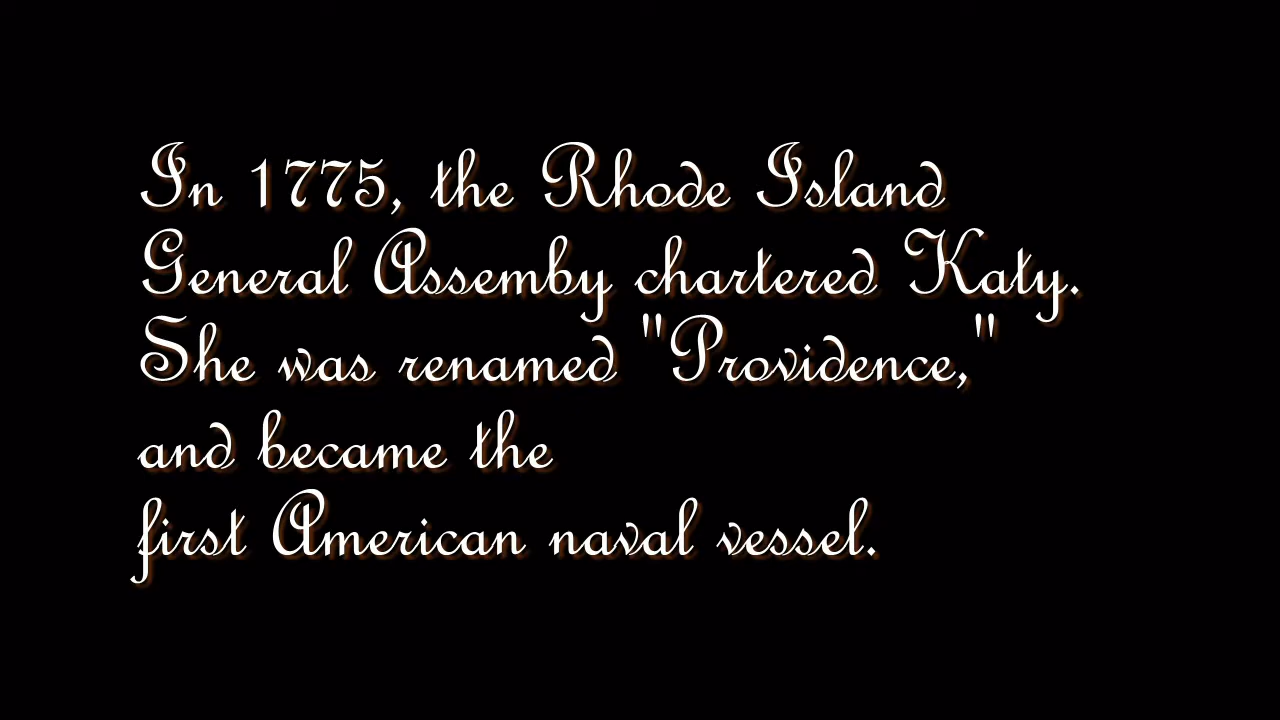 In 1775, the Rhode Island
General Assemby chartered Katy.
She was renamed "Providence,"
and became the
first American naval vessel.